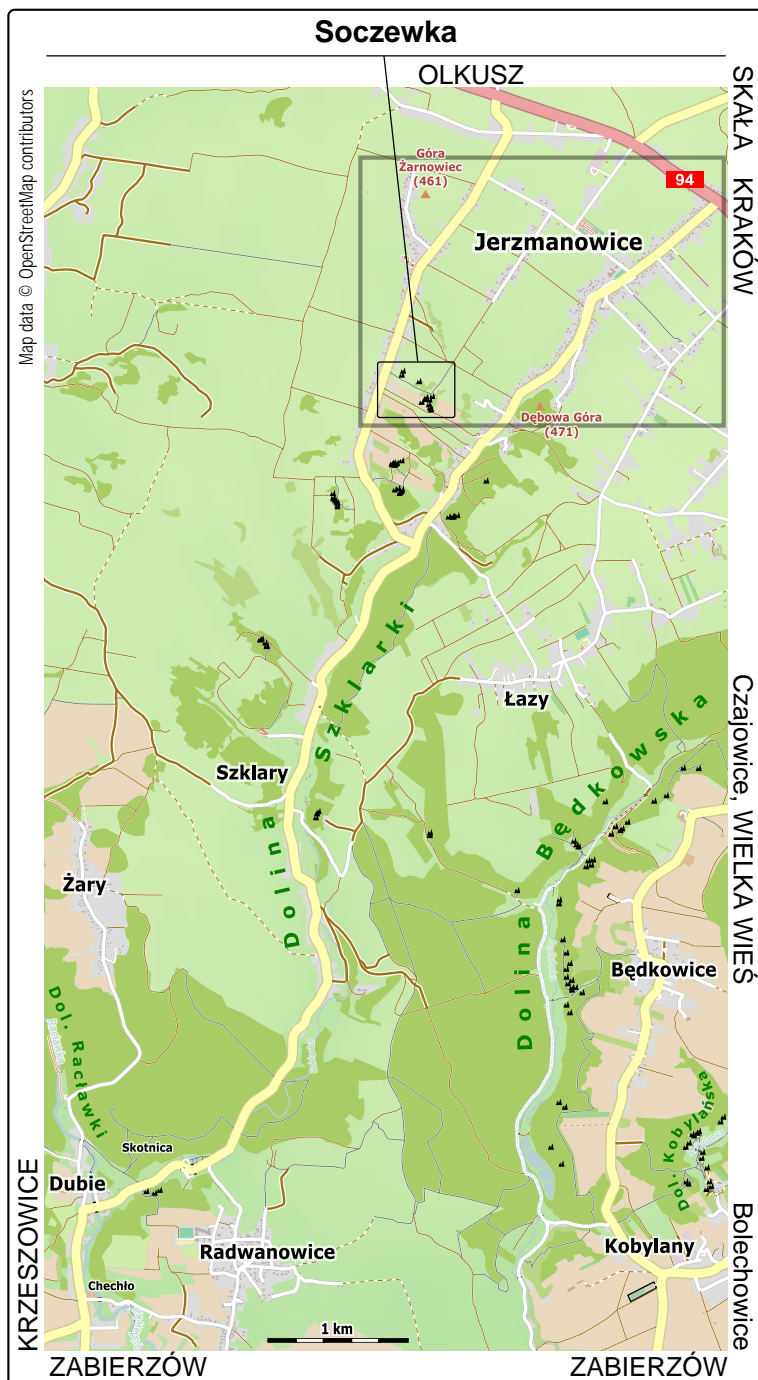 Soczewka
OLKUSZ
SKAŁA KRAKÓW
Map data © OpenStreetMap contributors
Góra
Żarnowiec
(461)
94
Jerzmanowice
Dębowa Góra
(471)
Dolina Szklarki
Łazy
Czajowice, WIELKA WIEŚ
Szklary
Dolina Będkowska
Żary
Będkowice
Dol. Racławki
Dol. Kobylańska
Skotnica
Dubie
KRZESZOWICE
Radwanowice
Kobylany
Bolechowice
Chechło
1 km
ZABIERZÓW
ZABIERZÓW